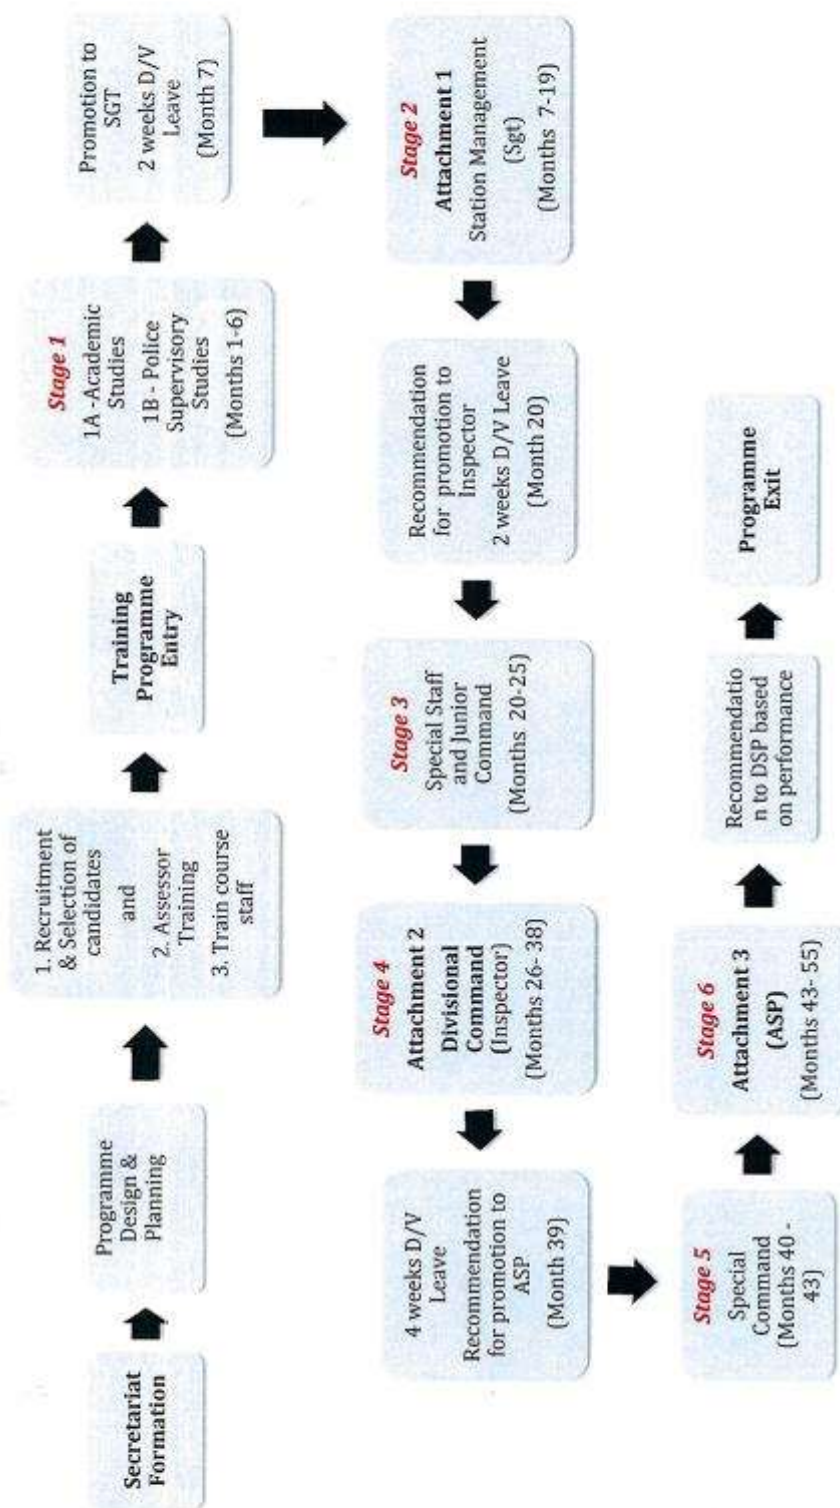 Secretariat
Formation
Programme
Design &
Planning
1. Recruitment
& Selection of
candidates
and
2. Assessor
Training
3. Train course
staff
Training
Programme
Entry
Stage 1
1A -Academic
Studies
1B - Police
Supervisory
Studies
(Months 1-6)
Promotion to
SGT
2 weeks D/V
Leave
(Month 7)
Stage 2
Attachment 1
Station Management
(Sgt)
(Months 7-19)
Recommendation
for promotion to
Inspector
2 weeks D/V Leave
(Month 20)
Stage 3
Special Staff
and Junior
Command
(Months 20-25)
Stage 4
Attachment 2
Divisional
Command
(Inspector)
(Months 26- 38)
4 weeks D/V
Leave
Recommendation
for promotion to
ASP
(Month 39)
Stage 5
Special
Command
(Months 40 -
43)
Stage 6
Attachment 3
(ASP)
(Months 43- 55)
Recommendatio
n to DSP based
on performance
Programme
Exit